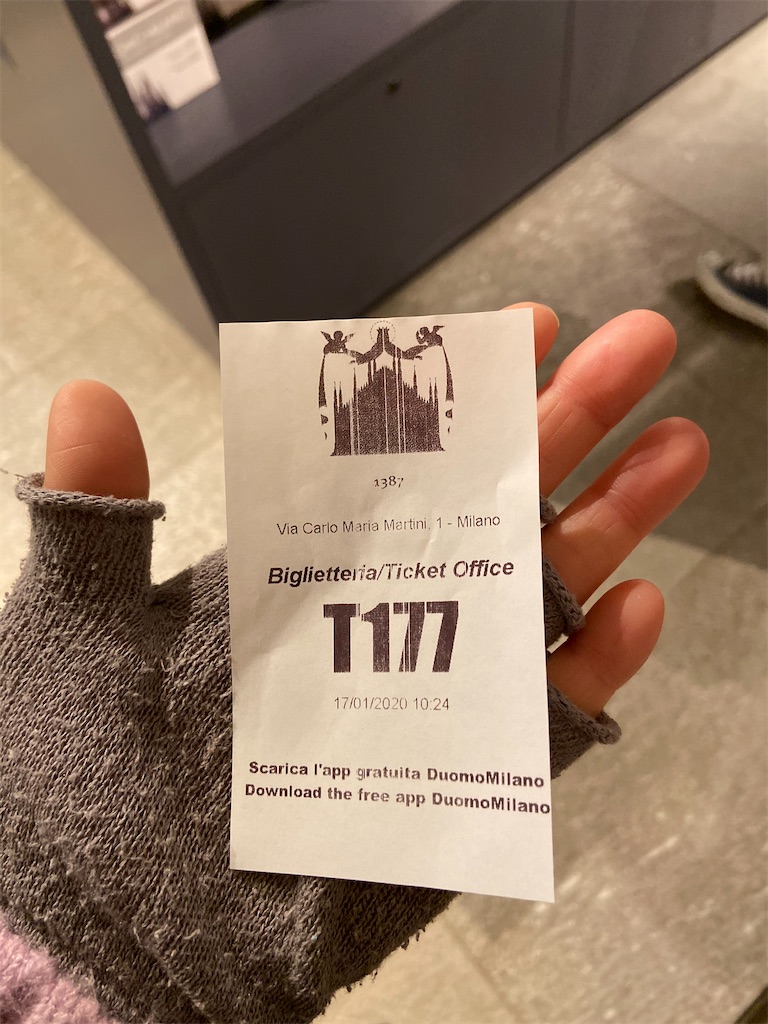 1387
Via Carlo Maria Martini, 1 - Milano
Biglietteria/Ticket Office
T177
17/01/2020 10:24
Scarica l'app gratuita DuomoMilano
Download the free app DuomoMilano